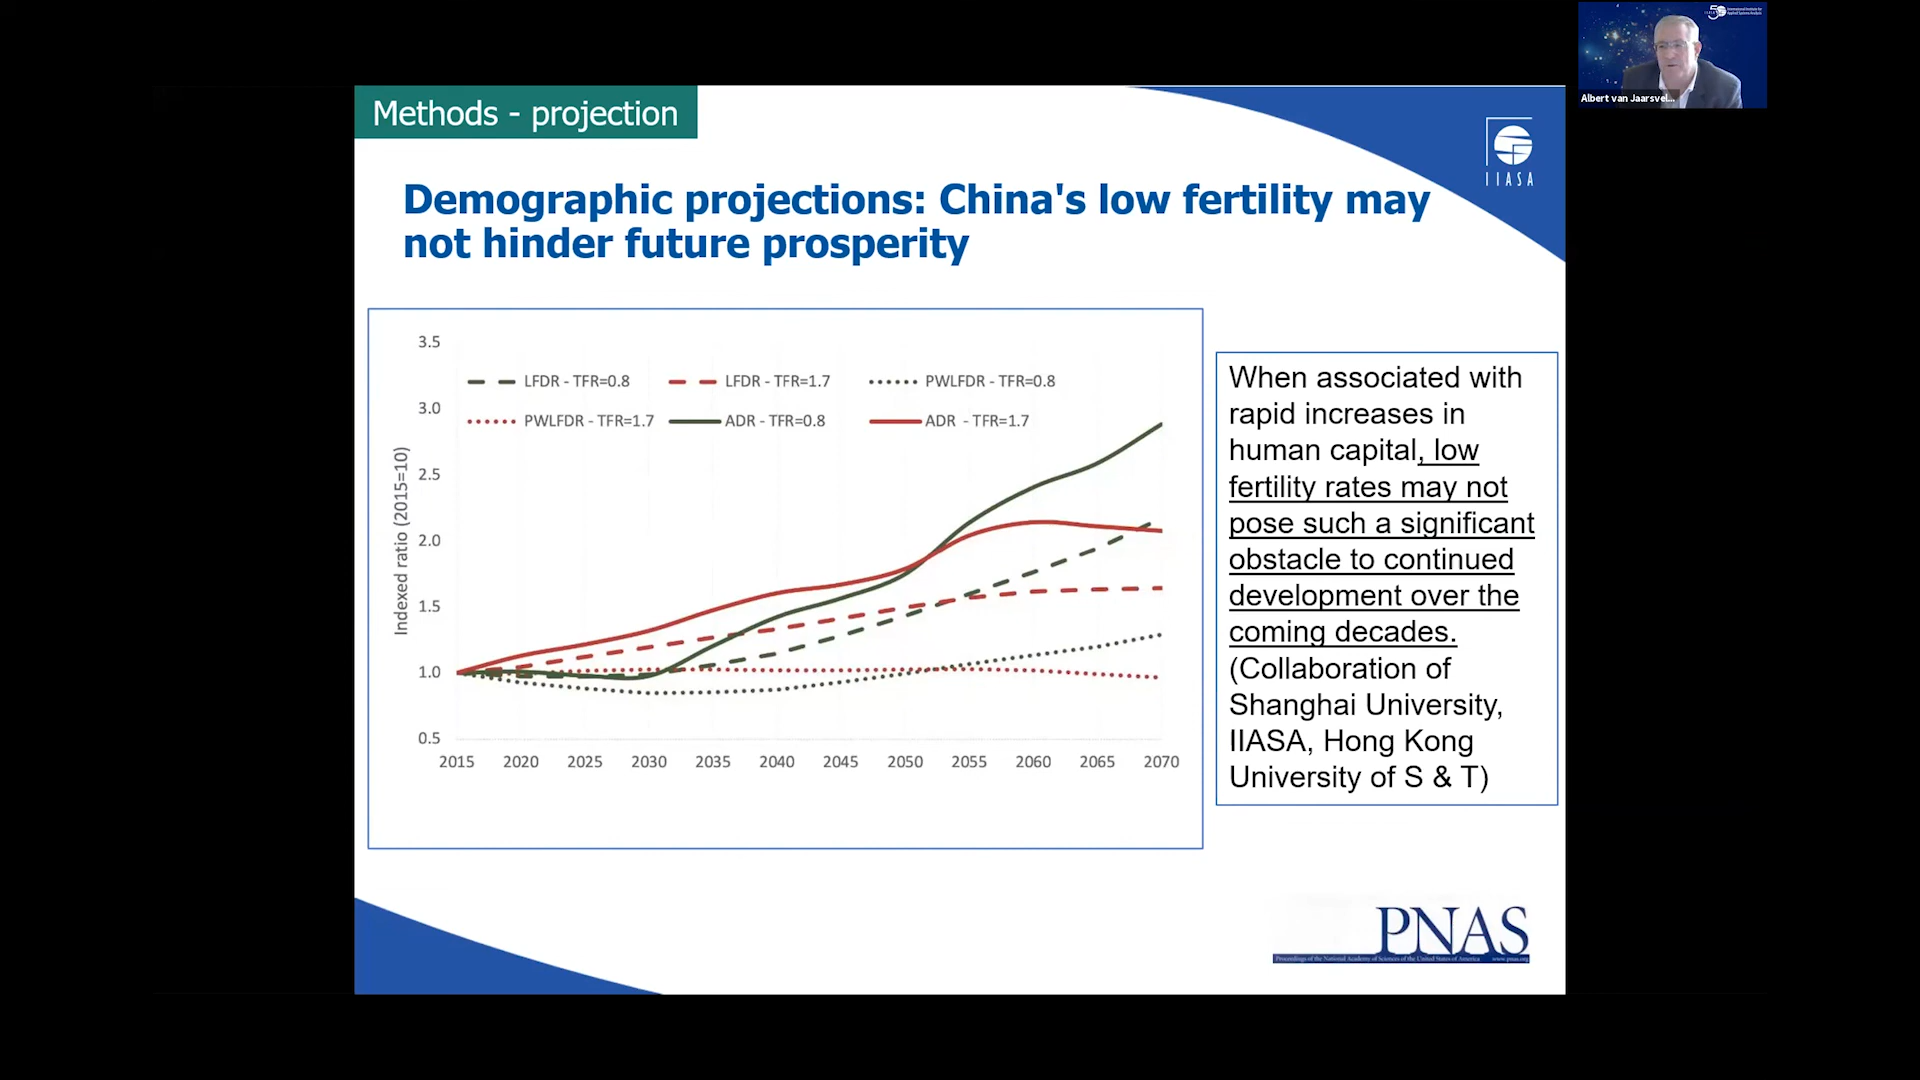 Albert van Jaarsvel...
Methods - projection
IIASA
Demographic projections: China's low fertility may
not hinder future prosperity
3.5
3.0
2.5
2.0
1.5
1.0
0.5
Indexed ratio (2015=10)
LFDR - TFR=0.8 LFDR - TFR=1.7 PWLFDR - TFR=0.8
PWLFDR - TFR=1.7 ADR - TFR=0.8 ADR - TFR=1.7
2015 2020 2025 2030 2035 2040 2045 2050 2055 2060 2065 2070
When associated with
rapid increases in
human capital, low
fertility rates may not
pose such a significant
obstacle to continued
development over the
coming decades.
(Collaboration of
Shanghai University,
IIASA, Hong Kong
University of S & T)
PNAS
Proceedings of the National Academy of Sciences of the United States of America www.pnas.org